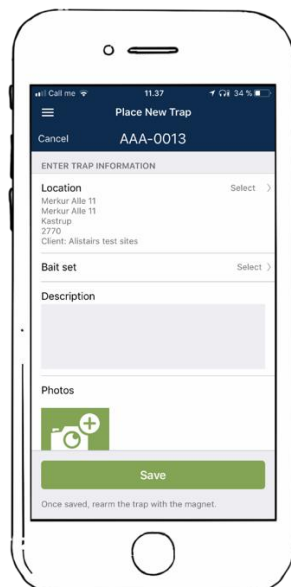 Call me 11.37 34 %
Place New Trap
Cancel AAA-0013
ENTER TRAP INFORMATION
Location Select
Merkur Alle 11
Merkur Alle 11
Kastrup
2770
Client: Alistairs test sites
Bait set Select
Description
Photos
Save
Once saved, rearm the trap with the magnet.